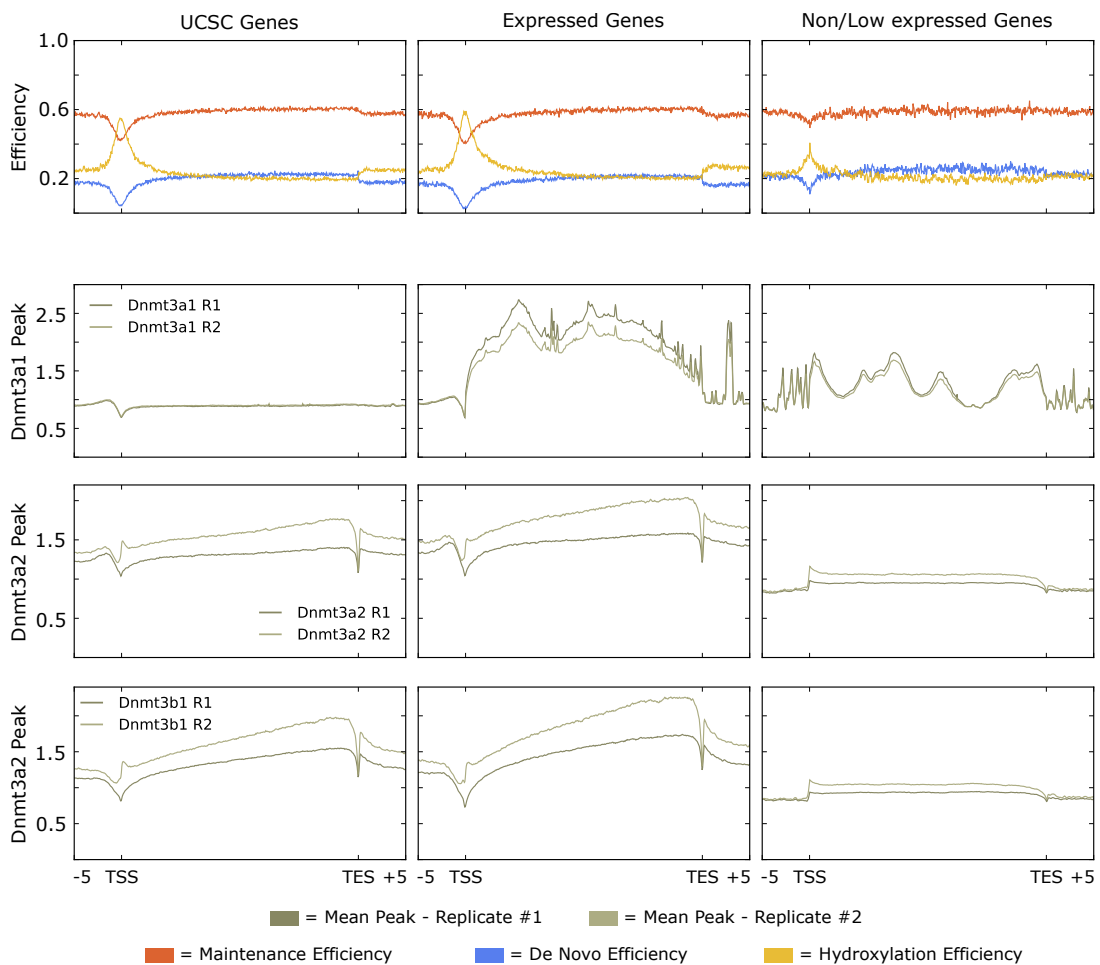 UCSC Genes Expressed Genes Non/Low expressed Genes
Efficiency
1.0
0.6
0.2
Dnmt3a1 Peak
2.5
1.5
0.5
Dnmt3a1 R1
Dnmt3a1 R2
Dnmt3a2 Peak
1.5
0.5
Dnmt3a2 R1
Dnmt3a2 R2
Dnmt3a2 Peak
1.5
0.5
Dnmt3b1 R1
Dnmt3b1 R2
-5 TSS TES +5 -5 TSS TES +5 -5 TSS TES +5
= Mean Peak - Replicate #1 = Mean Peak - Replicate #2
= Maintenance Efficiency = De Novo Efficiency = Hydroxylation Efficiency